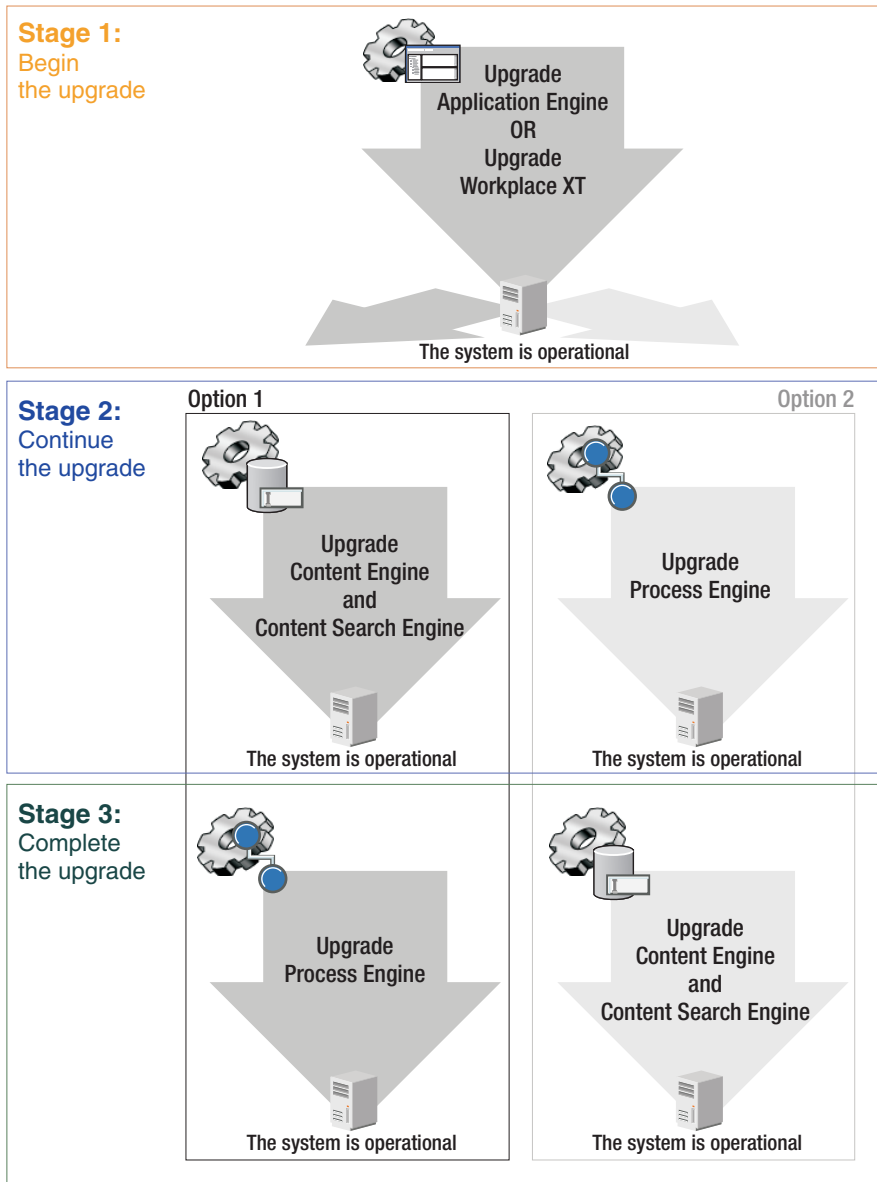 Stage 1:
Begin
the upgrade
Upgrade
Application Engine
OR
Upgrade
Workplace XT
The system is operational
Stage 2:
Continue
the upgrade
Option 1
Upgrade
Content Engine
and
Content Search Engine
The system is operational
Option 2
Upgrade
Process Engine
The system is operational
Stage 3:
Complete
the upgrade
Upgrade
Process Engine
The system is operational
Upgrade
Content Engine
and
Content Search Engine
The system is operational